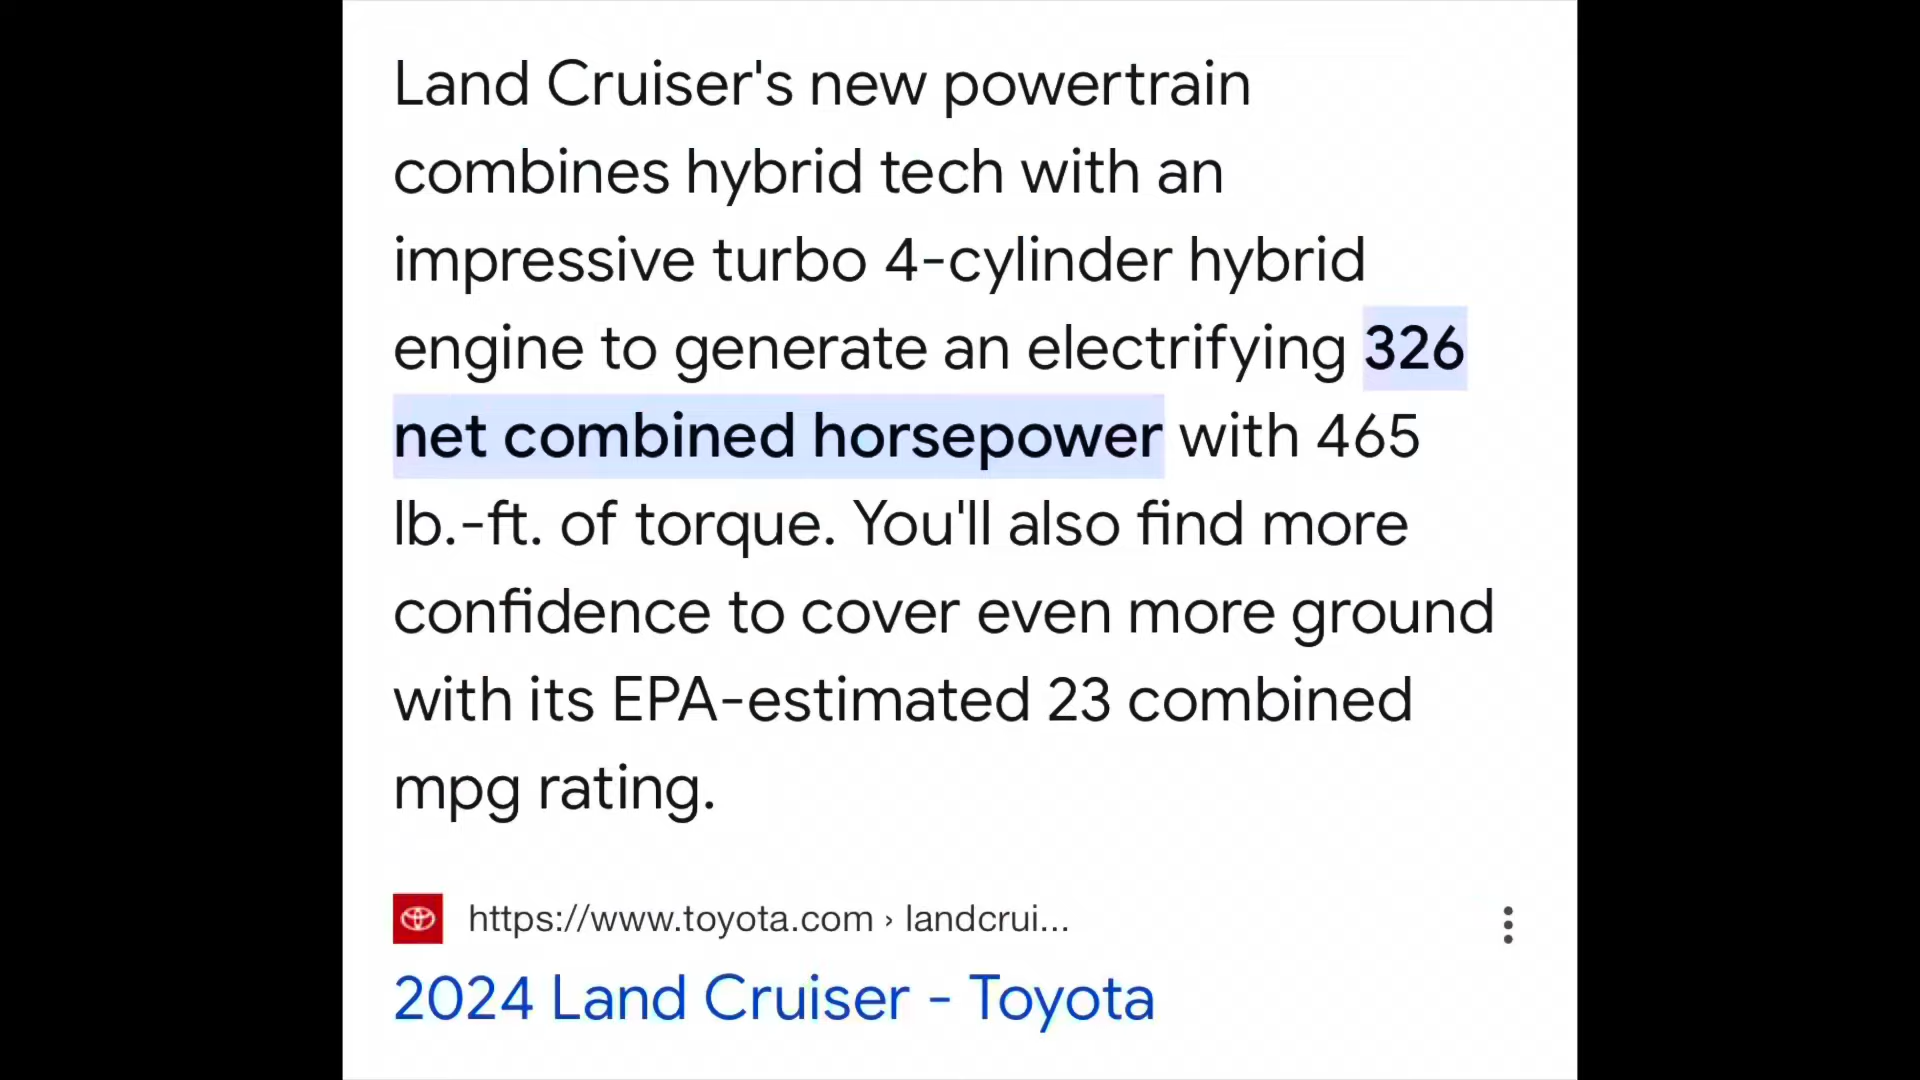 Land Cruiser's new powertrain
combines hybrid tech with an
impressive turbo 4-cylinder hybrid
engine to generate an electrifying 326
net combined horsepower with 465
lb.-ft. of torque. You'll also find more
confidence to cover even more ground
with its EPA-estimated 23 combined
mpg rating.
https://www.toyota.com › landcrui...
2024 Land Cruiser - Toyota